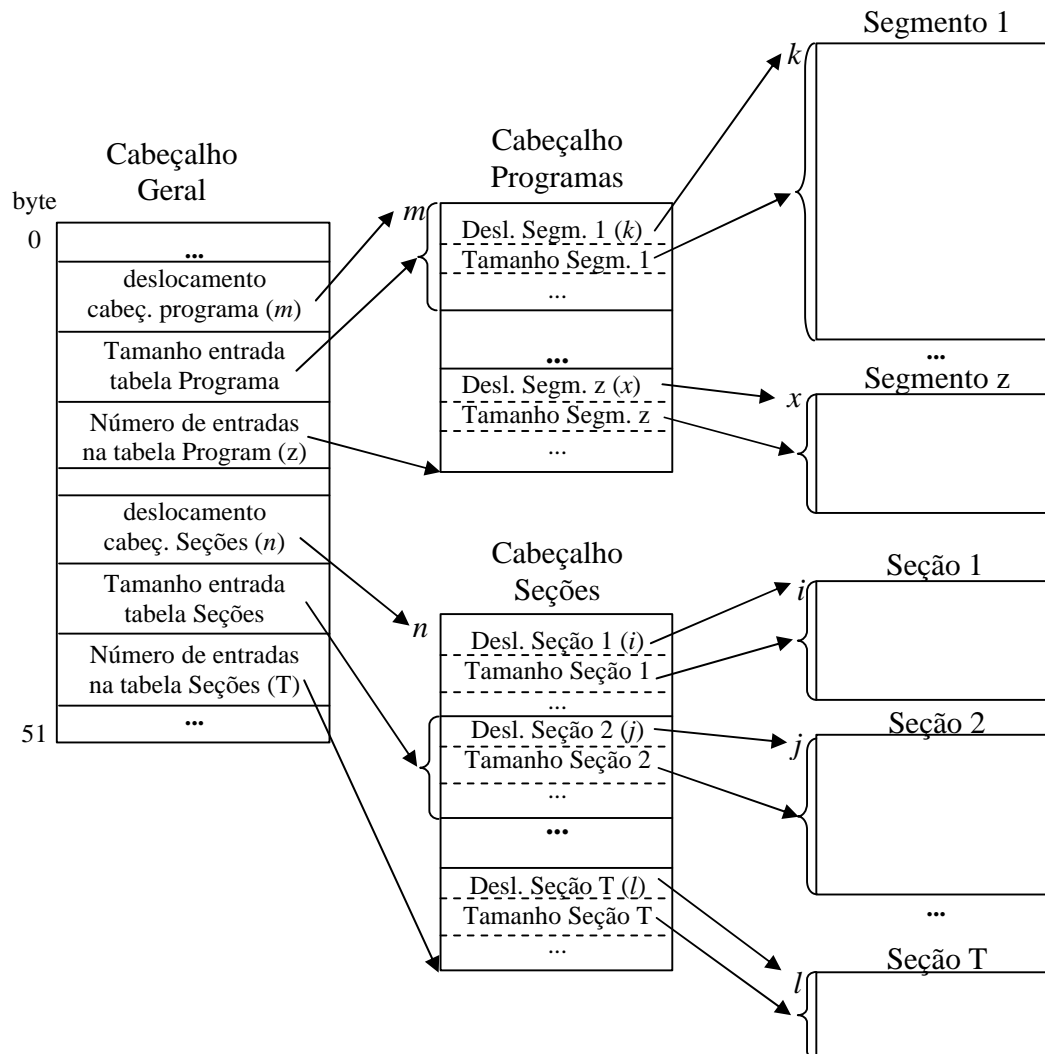 Cabeçalho
Geral
byte
0
...
deslocamento
cabeç. programa (m)
Tamanho entrada
tabela Programa
Número de entradas
na tabela Program (z)
deslocamento
cabeç. Seções (n)
Tamanho entrada
tabela Seções
Número de entradas
na tabela Seções (T)
...
51
Cabeçalho
Programas
m
Desl. Segm. 1 (k)
Tamanho Segm. 1
...
...
Desl. Segm. z (x)
Tamanho Segm. z
...
Cabeçalho
Seções
n
Desl. Seção 1 (i)
Tamanho Seção 1
...
Desl. Seção 2 (j)
Tamanho Seção 2
...
...
Desl. Seção T (l)
Tamanho Seção T
...
Segmento 1
k
...
Segmento z
x
Seção 1
i
Seção 2
j
...
Seção T
l